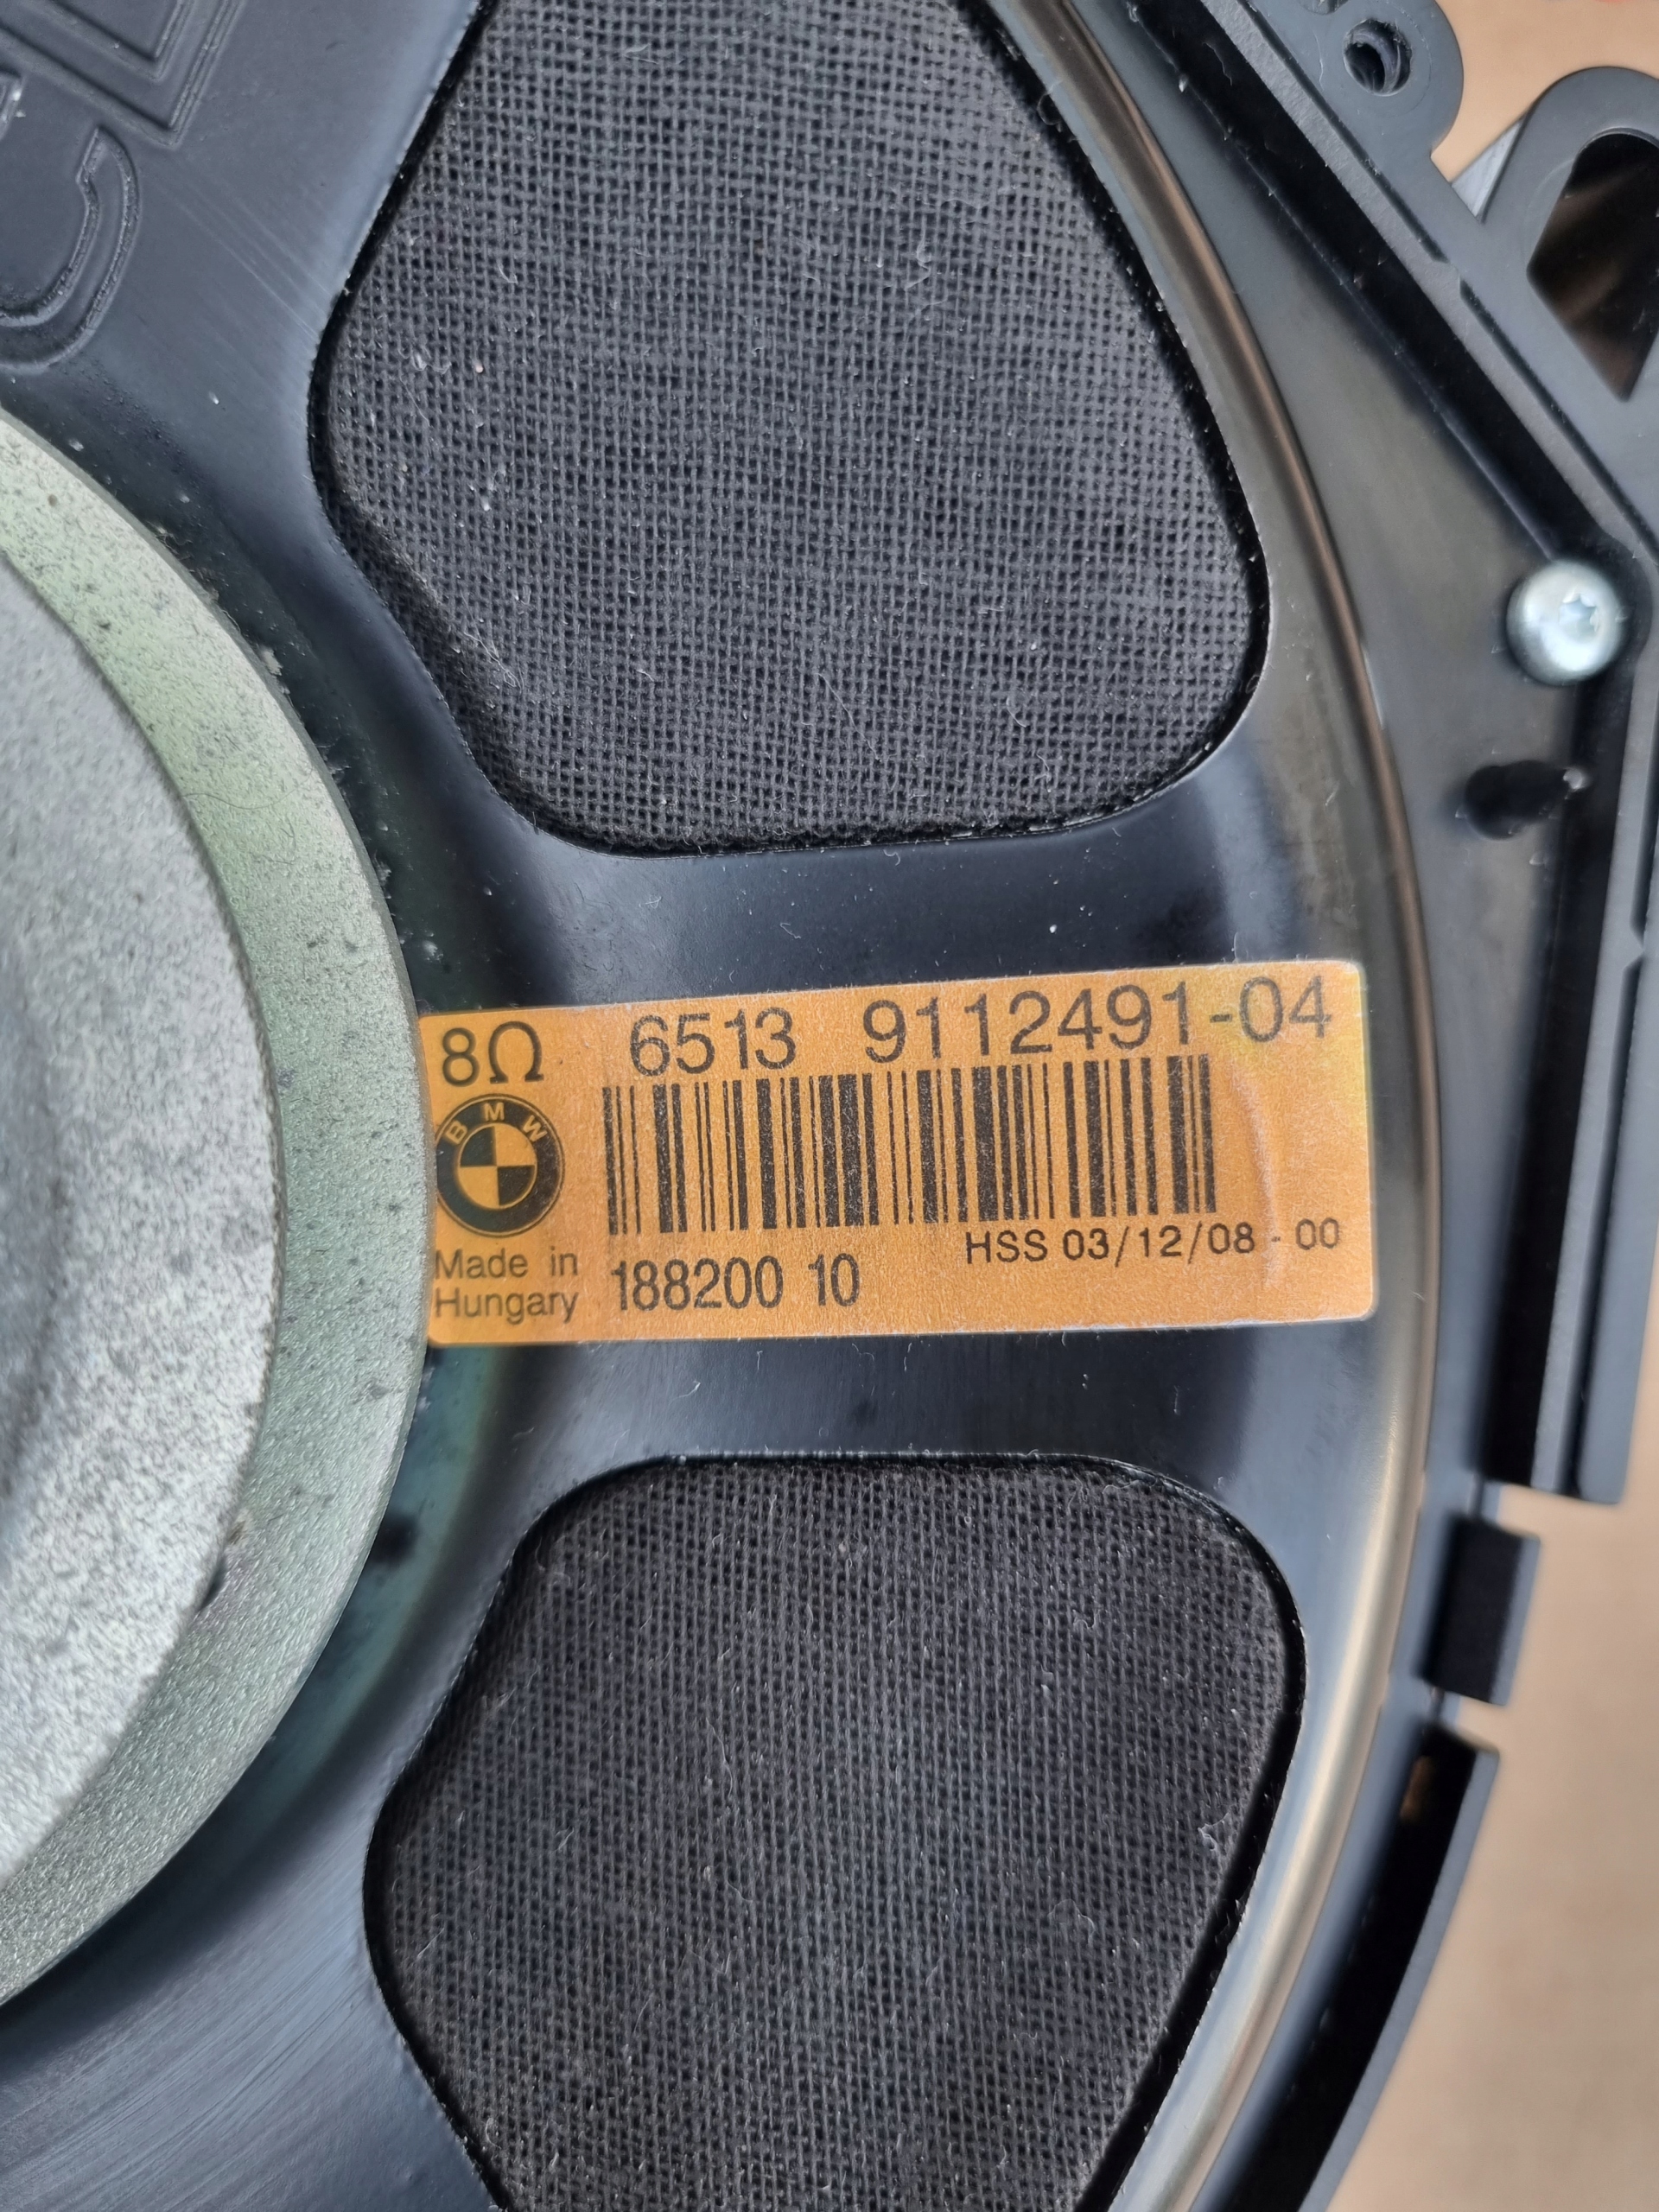 8Ω 6513 9112491-04
BMW
HSS 03/12/08 - 00
Made in
Hungary
188200 10